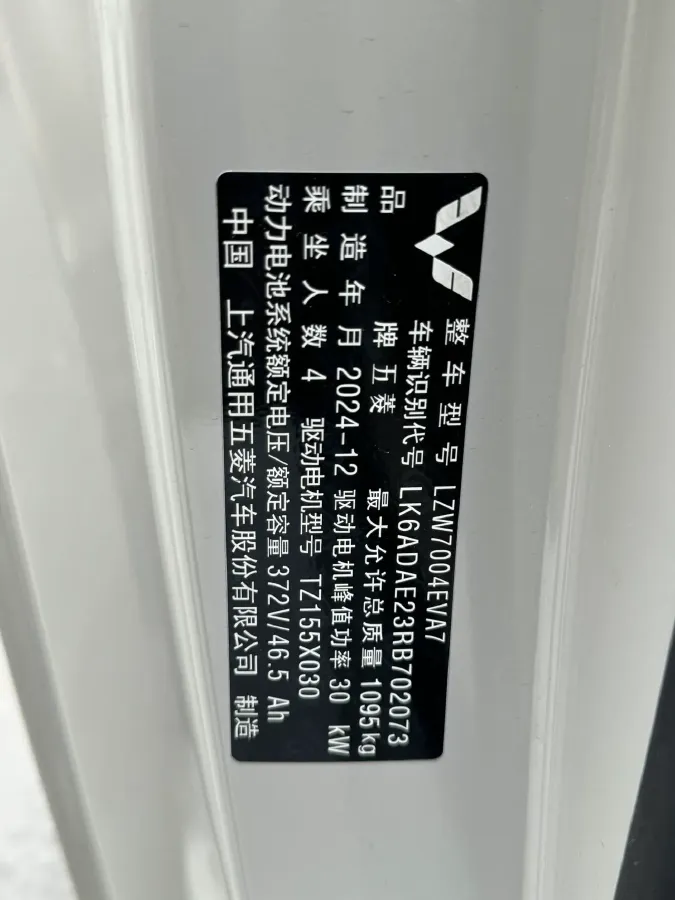 整车型号 LZW7004EVA7
车辆识别代号 LK6ADAE23RB702073
品牌 五菱 最大允许总质量 1095kg
制造年月 2024-12 驱动电机峰值功率 30 kW
乘坐人数 4 驱动电机型号 TZ155X030
动力电池系统额定电压/额定容量 372V/46.5 Ah
中国 上汽通用五菱汽车股份有限公司 制造